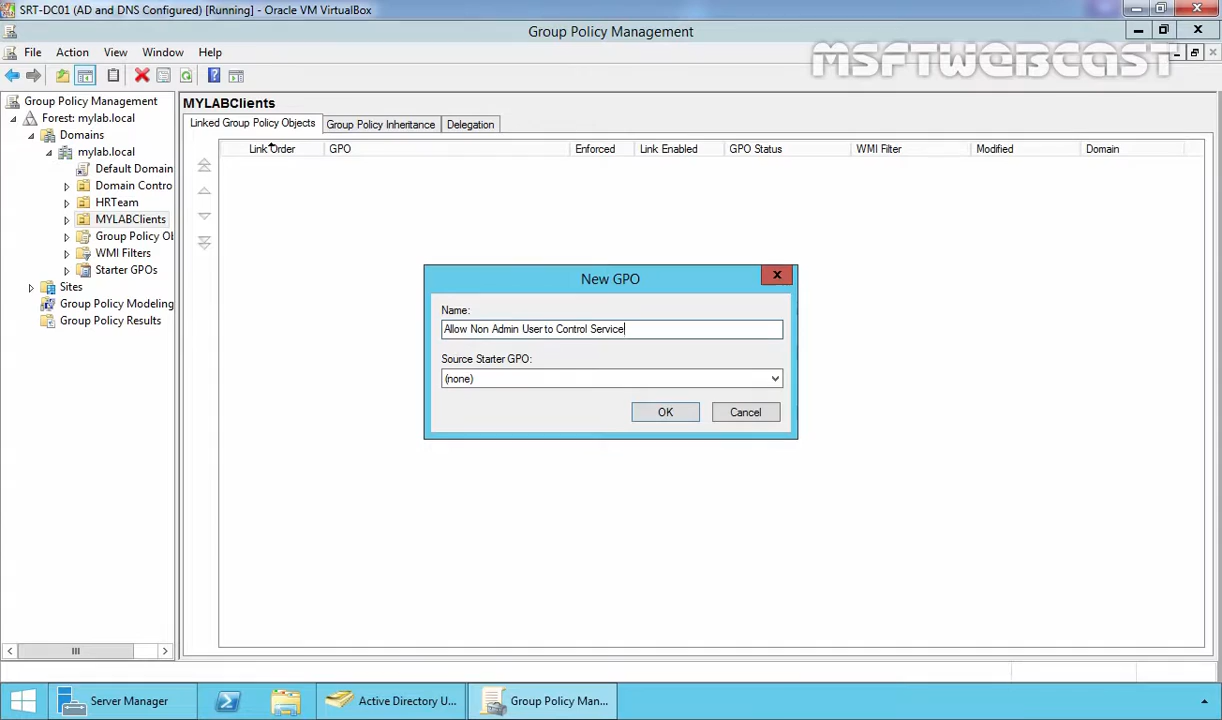 SRT-DC01 (AD and DNS Configured) [Running] - Oracle VM VirtualBox
Group Policy Management
MSFTWEBCAST
File Action View Window Help
Group Policy Management
Forest: mylab.local
Domains
mylab.local
Default Domain
Domain Contro
HRTeam
MYLABClients
Group Policy Ob
WMI Filters
Starter GPOs
Sites
Group Policy Modeling
Group Policy Results
MYLABClients
Linked Group Policy Objects Group Policy Inheritance Delegation
Link Order GPO Enforced Link Enabled GPO Status WMI Filter Modified Domain
New GPO
Name:
Allow Non Admin User to Control Service
Source Starter GPO:
(none)
OK Cancel
Server Manager Active Directory U... Group Policy Man...